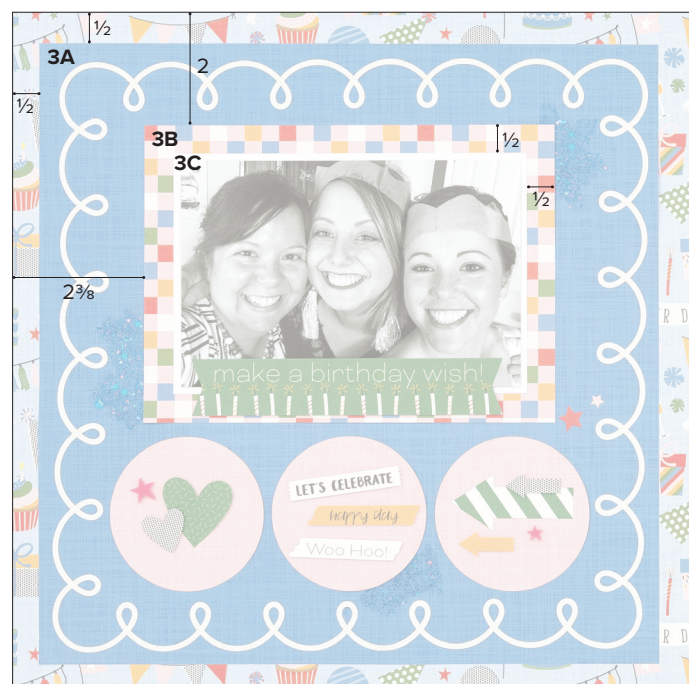 ½
3A
2
½
3B
½
3C
½
2⅜
R D
make a birthday wish!
LET'S CELEBRATE
happy day
Woo Hoo!
R D